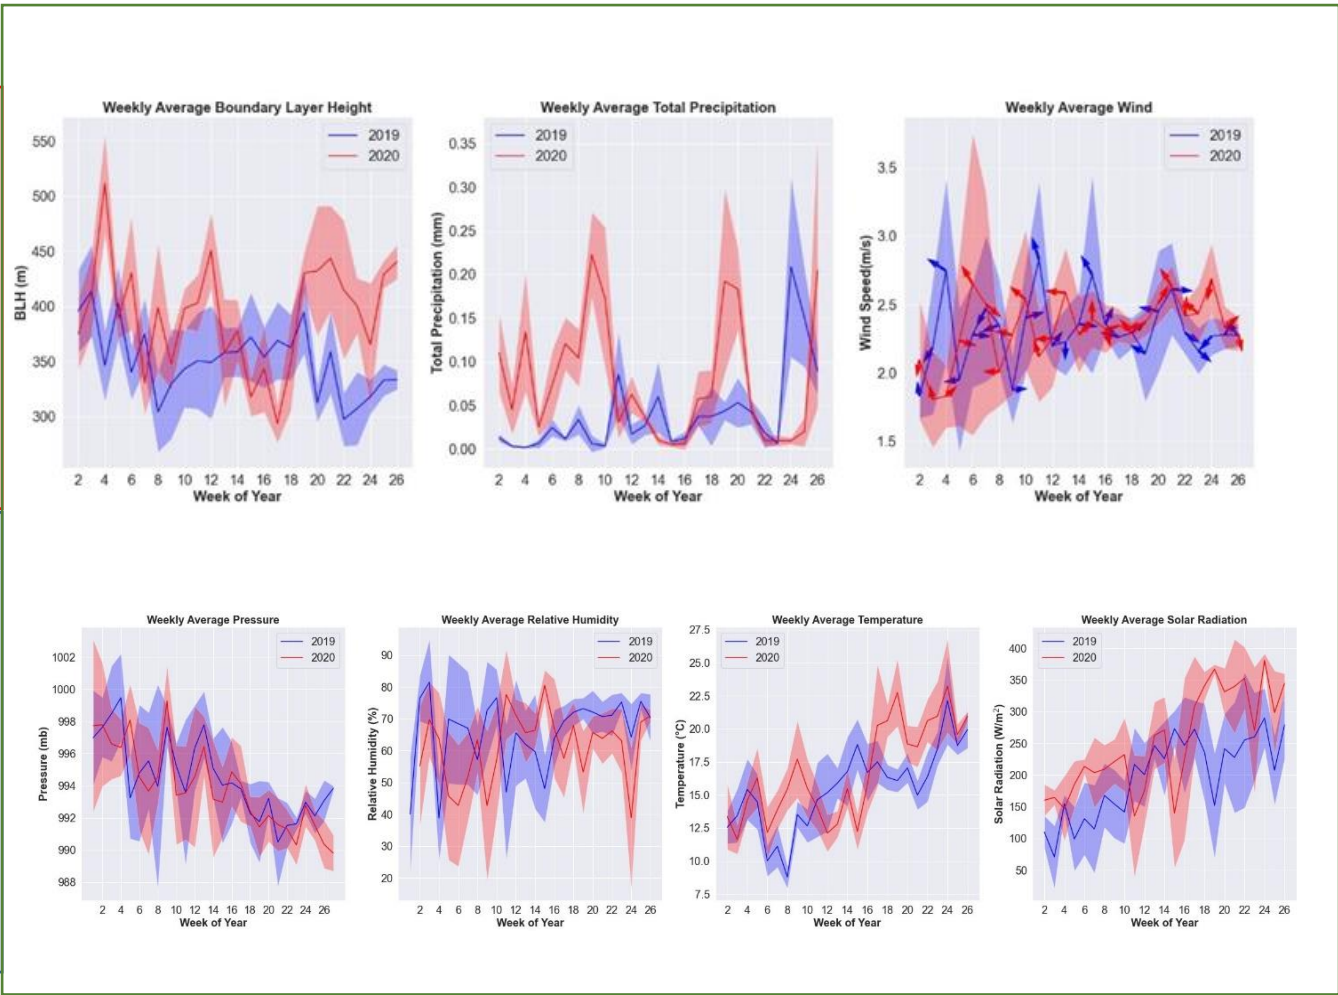 Weekly Average Boundary Layer Height
2019
2020
550
500
450
400
350
300
BLH (m)
2 4 6 8 10 12 14 16 18 20 22 24 26
Week of Year
Weekly Average Total Precipitation
2019
2020
0.35
0.30
0.25
0.20
0.15
0.10
0.05
0.00
Total Precipitation (mm)
2 4 6 8 10 12 14 16 18 20 22 24 26
Week of Year
Weekly Average Wind
2019
2020
3.5
3.0
2.5
2.0
1.5
Wind Speed(m/s)
2 4 6 8 10 12 14 16 18 20 22 24 26
Week of Year
Weekly Average Pressure
2019
2020
1002
1000
998
996
994
992
990
988
Pressure (mb)
2 4 6 8 10 12 14 16 18 20 22 24 26
Week of Year
Weekly Average Relative Humidity
2019
2020
90
80
70
60
50
40
30
20
Relative Humidity (%)
2 4 6 8 10 12 14 16 18 20 22 24 26
Week of Year
Weekly Average Temperature
2019
2020
27.5
25.0
22.5
20.0
17.5
15.0
12.5
10.0
7.5
Temperature (°C)
2 4 6 8 10 12 14 16 18 20 22 24 26
Week of Year
Weekly Average Solar Radiation
2019
2020
400
350
300
250
200
150
100
50
Solar Radiation (W/m²)
2 4 6 8 10 12 14 16 18 20 22 24 26
Week of Year